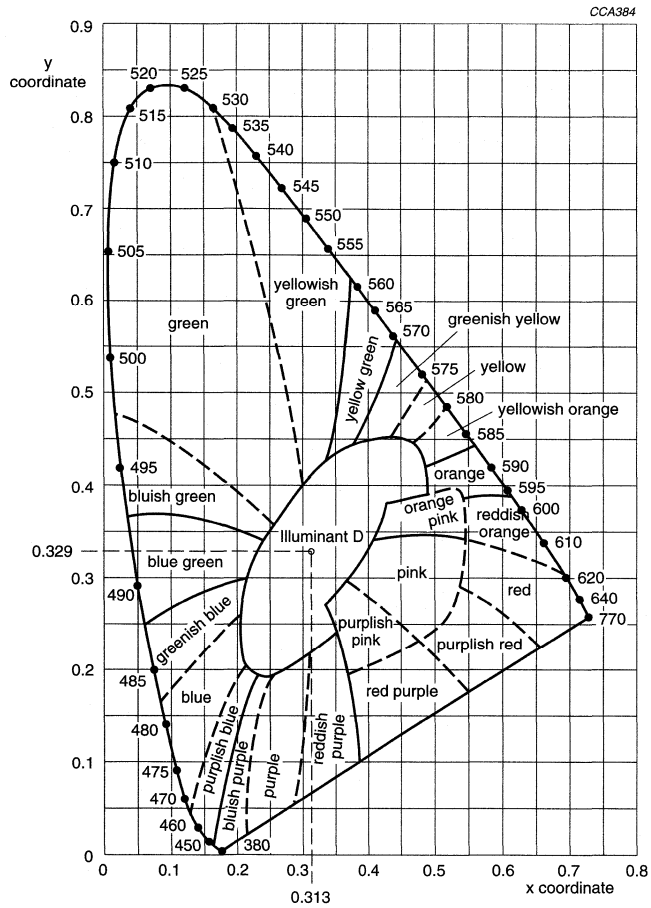 CCA384
0.9
y
coordinate
520
525
530
0.8
515
535
540
510
545
0.7
550
505
555
yellowish
green
560
0.6
565
green
greenish yellow
570
500
yellow green
575
yellow
0.5
580
yellowish orange
585
495
orange
590
0.4
bluish green
595
orange
pink
reddish
orange
600
Illuminant D
0.329
blue green
610
pink
0.3
620
490
red
640
greenish blue
770
purplish
pink
purplish red
0.2
485
blue
red purple
480
purplish blue
bluish purple
purple
reddish
purple
0.1
475
470
460
450
380
0
0
0.1
0.2
0.3
0.4
0.5
0.6
0.7
0.8
x coordinate
0.313